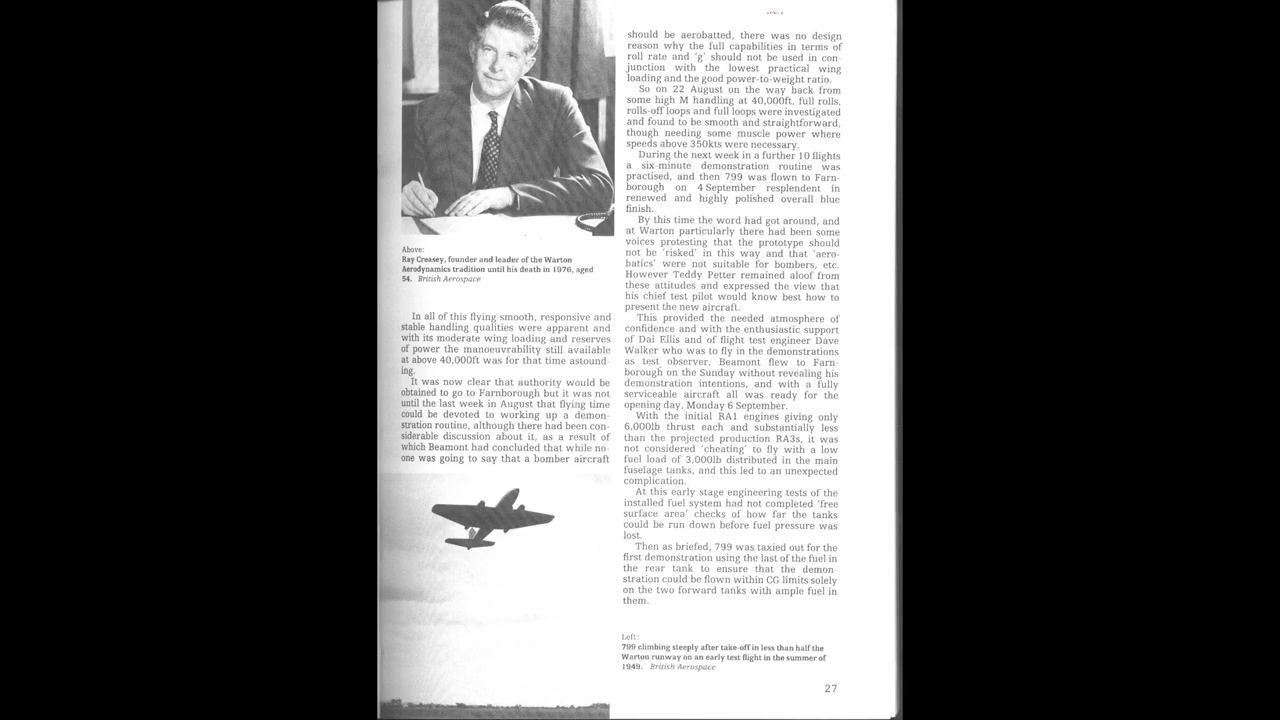 Above:
Ray Creasey, founder and leader of the Warton
Aerodynamics tradition until his death in 1976, aged
54. British Aerospace
In all of this flying smooth, responsive and
stable handling qualities were apparent and
with its moderate wing loading and reserves
of power the manoeuvrability still available
at above 40,000ft was for that time astound-
ing.
It was now clear that authority would be
obtained to go to Farnborough but it was not
until the last week in August that flying time
could be devoted to working up a demon-
stration routine, although there had been con-
siderable discussion about it, as a result of
which Beamont had concluded that while no-
one was going to say that a bomber aircraft
should be aerobatted, there was no design
reason why the full capabilities in terms of
roll rate and 'g' should not be used in con-
junction with the lowest practical wing
loading and the good power-to-weight ratio.
So on 22 August on the way back from
some high M handling at 40,000ft, full rolls,
rolls-off loops and full loops were investigated
and found to be smooth and straightforward,
though needing some muscle power where
speeds above 350kts were necessary.
During the next week in a further 10 flights
a six-minute demonstration routine was
practised, and then 799 was flown to Farn-
borough on 4 September resplendent in
renewed and highly polished overall blue
finish.
By this time the word had got around, and
at Warton particularly there had been some
voices protesting that the prototype should
not be 'risked' in this way and that 'aero-
batics' were not suitable for bombers, etc.
However Teddy Petter remained aloof from
these attitudes and expressed the view that
his chief test pilot would know best how to
present the new aircraft.
This provided the needed atmosphere of
confidence and with the enthusiastic support
of Dai Ellis and of flight test engineer Dave
Walker who was to fly in the demonstrations
as test observer, Beamont flew to Farn-
borough on the Sunday without revealing his
demonstration intentions, and with a fully
serviceable aircraft all was ready for the
opening day, Monday 6 September.
With the initial RA1 engines giving only
6,000lb thrust each and substantially less
than the projected production RA3s, it was
not considered 'cheating' to fly with a low
fuel load of 3,000lb distributed in the main
fuselage tanks, and this led to an unexpected
complication.
At this early stage engineering tests of the
installed fuel system had not completed 'free
surface area' checks of how far the tanks
could be run down before fuel pressure was
lost.
Then as briefed, 799 was taxied out for the
first demonstration using the last of the fuel in
the rear tank to ensure that the demon-
stration could be flown within CG limits solely
on the two forward tanks with ample fuel in
them.
Left:
799 climbing steeply after take-off in less than half the
Warton runway on an early test flight in the summer of
1949. British Aerospace
27